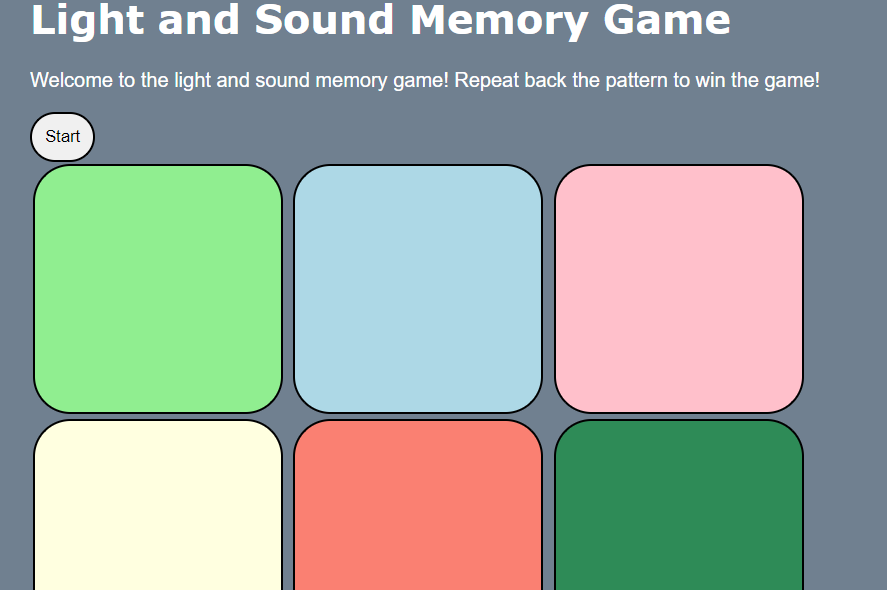 Light and Sound Memory Game
Welcome to the light and sound memory game! Repeat back the pattern to win the game!
Start